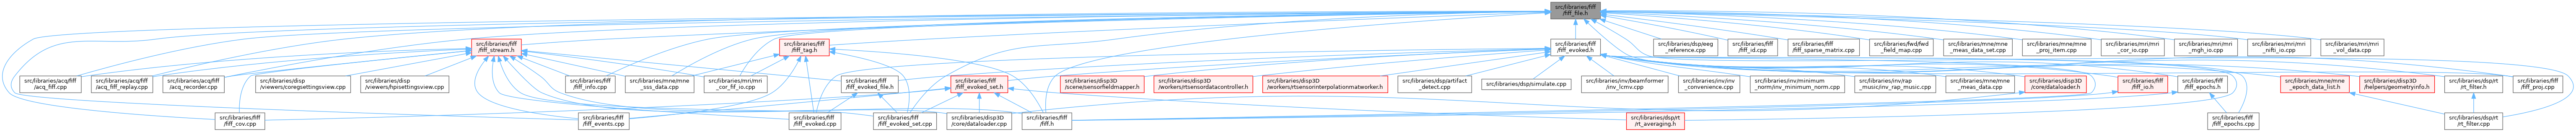 src/libraries/fiff
/fiff_file.h
src/libraries/fiff
/fiff_stream.h
src/libraries/fiff
/fiff_tag.h
src/libraries/fiff
/fiff_evoked.h
src/libraries/dsp/eeg
_reference.cpp
src/libraries/fiff
/fiff_id.cpp
src/libraries/fiff
/fiff_sparse_matrix.cpp
src/libraries/fwd/fwd
_field_map.cpp
src/libraries/mne/mne
_meas_data_set.cpp
src/libraries/mne/mne
_proj_item.cpp
src/libraries/mri/mri
_cor_io.cpp
src/libraries/mri/mri
_mgh_io.cpp
src/libraries/mri/mri
_nifti_io.cpp
src/libraries/mri/mri
_vol_data.cpp
src/libraries/acq/fiff
/acq_fiff.cpp
src/libraries/acq/fiff
/acq_fiff_replay.cpp
src/libraries/acq/fiff
/acq_recorder.cpp
src/libraries/disp
/viewers/coregsettingsview.cpp
src/libraries/disp
/viewers/hpisettingsview.cpp
src/libraries/fiff
/fiff_info.cpp
src/libraries/mne/mne
_sss_data.cpp
src/libraries/mri/mri
_cor_fif_io.cpp
src/libraries/fiff
/fiff_evoked_file.h
src/libraries/fiff
/fiff_evoked_set.h
src/libraries/disp3D
/scene/sensorfieldmapper.h
src/libraries/disp3D
/workers/rtsensordatacontroller.h
src/libraries/disp3D
/workers/rtsensorinterpolationmatworker.h
src/libraries/dsp/artifact
_detect.cpp
src/libraries/dsp/simulate.cpp
src/libraries/inv/beamformer
/inv_lcmv.cpp
src/libraries/inv/inv
_convenience.cpp
src/libraries/inv/minimum
_norm/inv_minimum_norm.cpp
src/libraries/inv/rap
_music/inv_rap_music.cpp
src/libraries/mne/mne
_meas_data.cpp
src/libraries/disp3D
/core/dataloader.h
src/libraries/fiff
/fiff_io.h
src/libraries/fiff
/fiff_epochs.h
src/libraries/mne/mne
_epoch_data_list.h
src/libraries/disp3D
/helpers/geometryinfo.h
src/libraries/dsp/rt
/rt_filter.h
src/libraries/fiff
/fiff_proj.cpp
src/libraries/fiff
/fiff_cov.cpp
src/libraries/fiff
/fiff_events.cpp
src/libraries/fiff
/fiff_evoked.cpp
src/libraries/fiff
/fiff_evoked_set.cpp
src/libraries/disp3D
/core/dataloader.cpp
src/libraries/fiff
/fiff.h
src/libraries/dsp/rt
/rt_averaging.h
src/libraries/fiff
/fiff_epochs.cpp
src/libraries/dsp/rt
/rt_filter.cpp